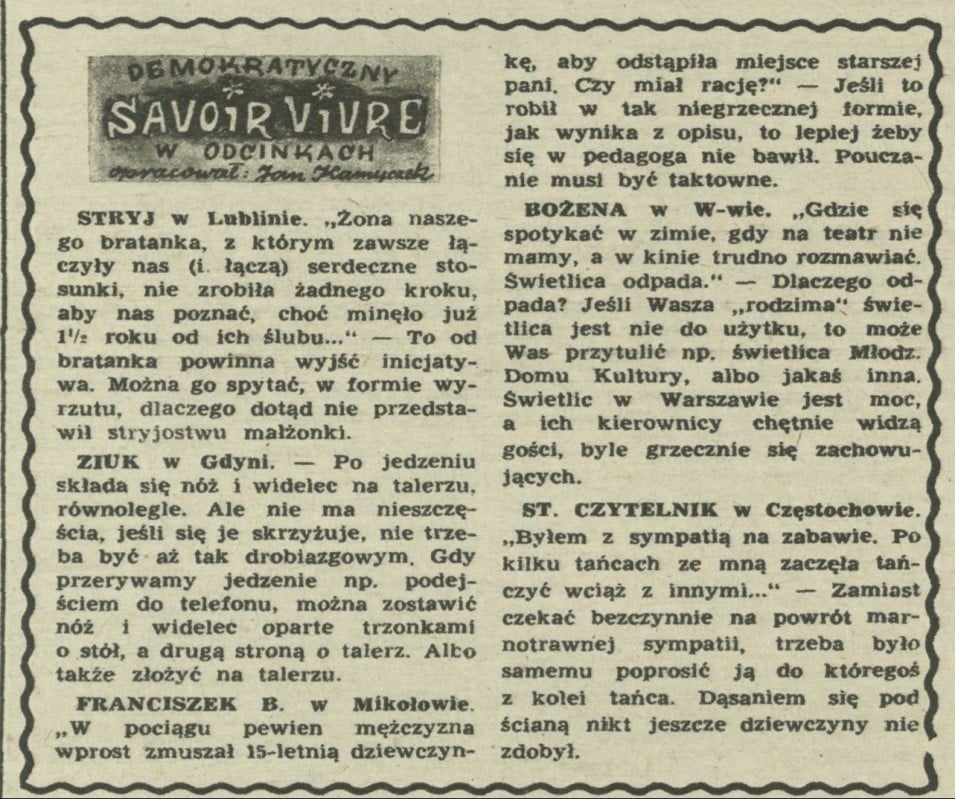 DEMOKRATYCZNY
SAVOIR VIVRE
W ODCINKACH
opracował: Jan Kamyczek
STRYJ w Lublinie. „Żona nasze-
go bratanka, z którym zawsze łą-
czyły nas (i łączą) serdeczne sto-
sunki, nie zrobiła żadnego kroku,
aby nas poznać, choć minęło już
1½ roku od ich ślubu..." — To od
bratanka powinna wyjść inicjaty-
wa. Można go spytać, w formie wy-
rzutu, dlaczego dotąd nie przedsta-
wił stryjostwu małżonki.
ZIUK w Gdyni. — Po jedzeniu
składa się nóż i widelec na talerzu,
równolegle. Ale nie ma nieszczę-
ścia, jeśli się je skrzyżuje, nie trze-
ba być aż tak drobiazgowym. Gdy
przerywamy jedzenie np. podej-
ściem do telefonu, można zostawić
nóż i widelec oparte trzonkami
o stół, a drugą stroną o talerz. Albo
także złożyć na talerzu.
FRANCISZEK B. w Mikołowie.
„W pociągu pewien mężczyzna
wprost zmuszał 15-letnią dziewczyn-
kę, aby odstąpiła miejsce starszej
pani. Czy miał rację?" — Jeśli to
robił w tak niegrzecznej formie,
jak wynika z opisu, to lepiej żeby
się w pedagoga nie bawił. Poucza-
nie musi być taktowne.
BOŻENA w W-wie. „Gdzie się
spotykać w zimie, gdy na teatr nie
mamy, a w kinie trudno rozmawiać.
Świetlica odpada." — Dlaczego od-
pada? Jeśli Wasza „rodzima" świe-
tlica jest nie do użytku, to może
Was przytulić np. świetlica Młodz.
Domu Kultury, albo jakaś inna.
Świetlic w Warszawie jest moc,
a ich kierownicy chętnie widzą
gości, byle grzecznie się zachowu-
jących.
ST. CZYTELNIK w Częstochowie.
„Byłem z sympatią na zabawie. Po
kilku tańcach ze mną zaczęła tań-
czyć wciąż z innymi..." — Zamiast
czekać bezczynnie na powrót mar-
notrawnej sympatii, trzeba było
samemu poprosić ją do któregoś
z kolei tańca. Dąsaniem się pod
ścianą nikt jeszcze dziewczyny nie
zdobył.